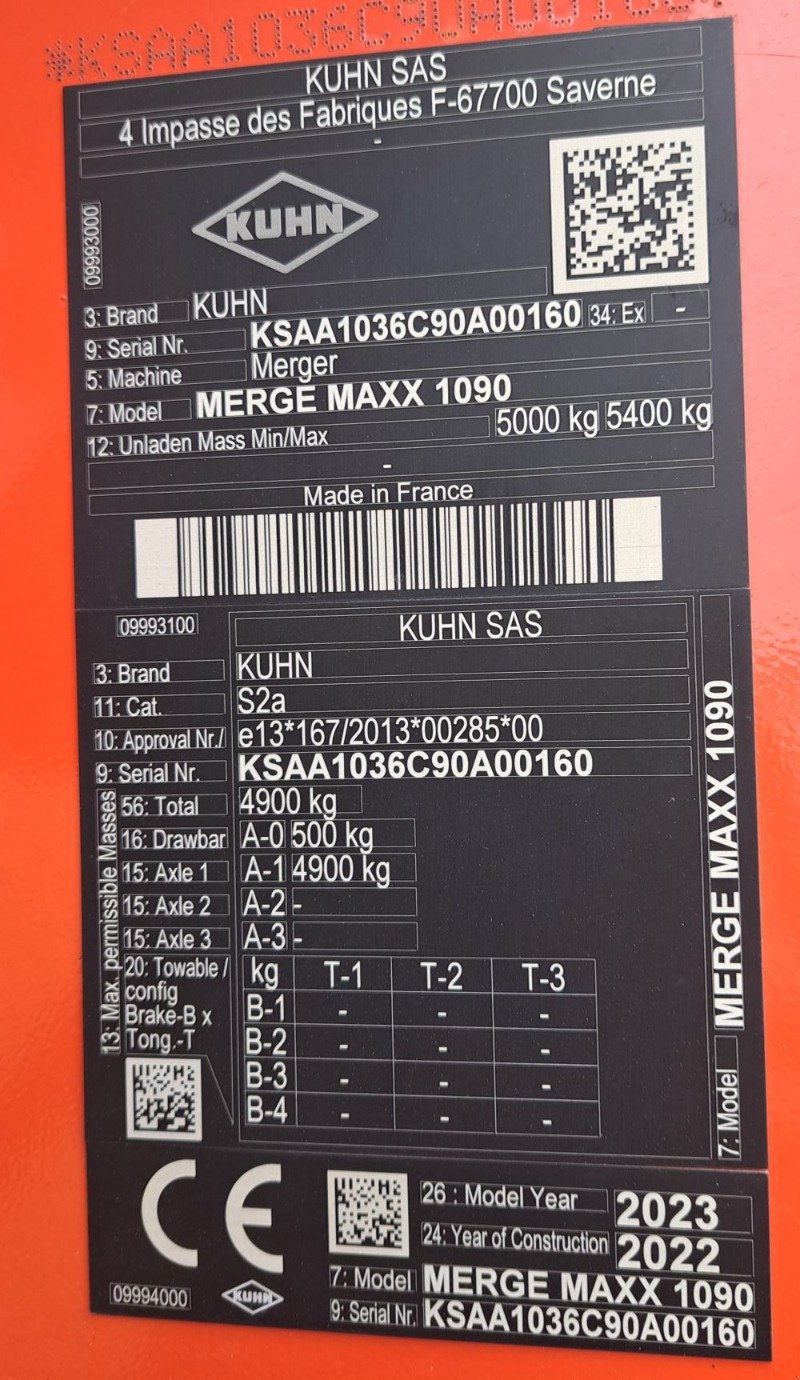 *KSAA1036C90A00160*
KUHN SAS
4 Impasse des Fabriques F-67700 Saverne
-
09993000
KUHN
3: Brand KUHN
9: Serial Nr. KSAA1036C90A00160 34: Ex -
5: Machine Merger
7: Model MERGE MAXX 1090
12: Unladen Mass Min/Max 5000 kg 5400 kg
-
Made in France
09993100 KUHN SAS
3: Brand KUHN
11: Cat. S2a
10: Approval Nr./ e13*167/2013*00285*00
9: Serial Nr. KSAA1036C90A00160
13: Max. permissible Masses
56: Total 4900 kg
16: Drawbar A-0 500 kg
15: Axle 1 A-1 4900 kg
15: Axle 2 A-2 -
15: Axle 3 A-3 -
20: Towable /
config
Brake-B x
Tong.-T
kg T-1 T-2 T-3
B-1 - - -
B-2 - - -
B-3 - - -
B-4 - - -
7: Model MERGE MAXX 1090
CE
26 : Model Year 2023
24: Year of Construction 2022
7: Model MERGE MAXX 1090
9: Serial Nr. KSAA1036C90A00160
09994000 KUHN